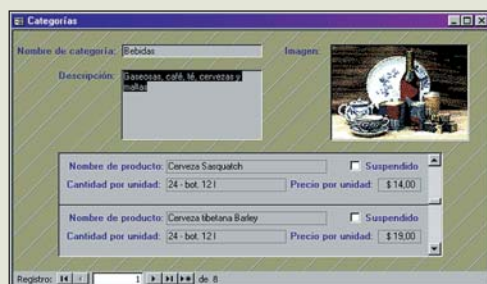 Categorías
Nombre de categoría: Bebidas Imagen:
Descripción: Gaseosas, café, té, cervezas y
maltas
Nombre de producto: Cerveza Sasquatch Suspendido
Cantidad por unidad: 24 - bot. 12 l Precio por unidad: $ 14,00
Nombre de producto: Cerveza tibetana Barley Suspendido
Cantidad por unidad: 24 - bot. 12 l Precio por unidad: $ 19,00
Registro: 1 de 8